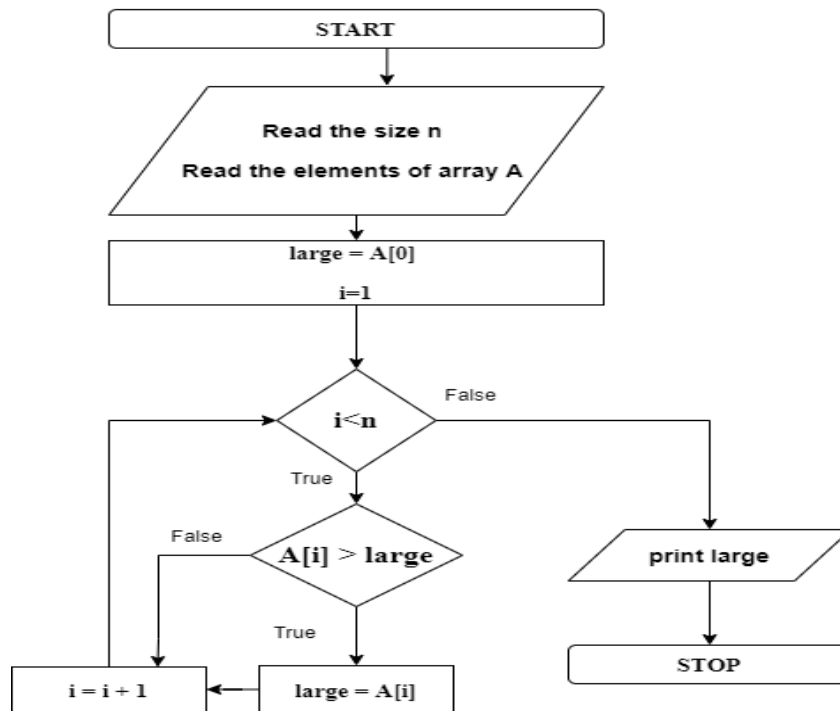 START
Read the size n
Read the elements of array A
large = A[0]
i=1
i<n
False
True
A[i] > large
False
True
large = A[i]
i = i + 1
print large
STOP